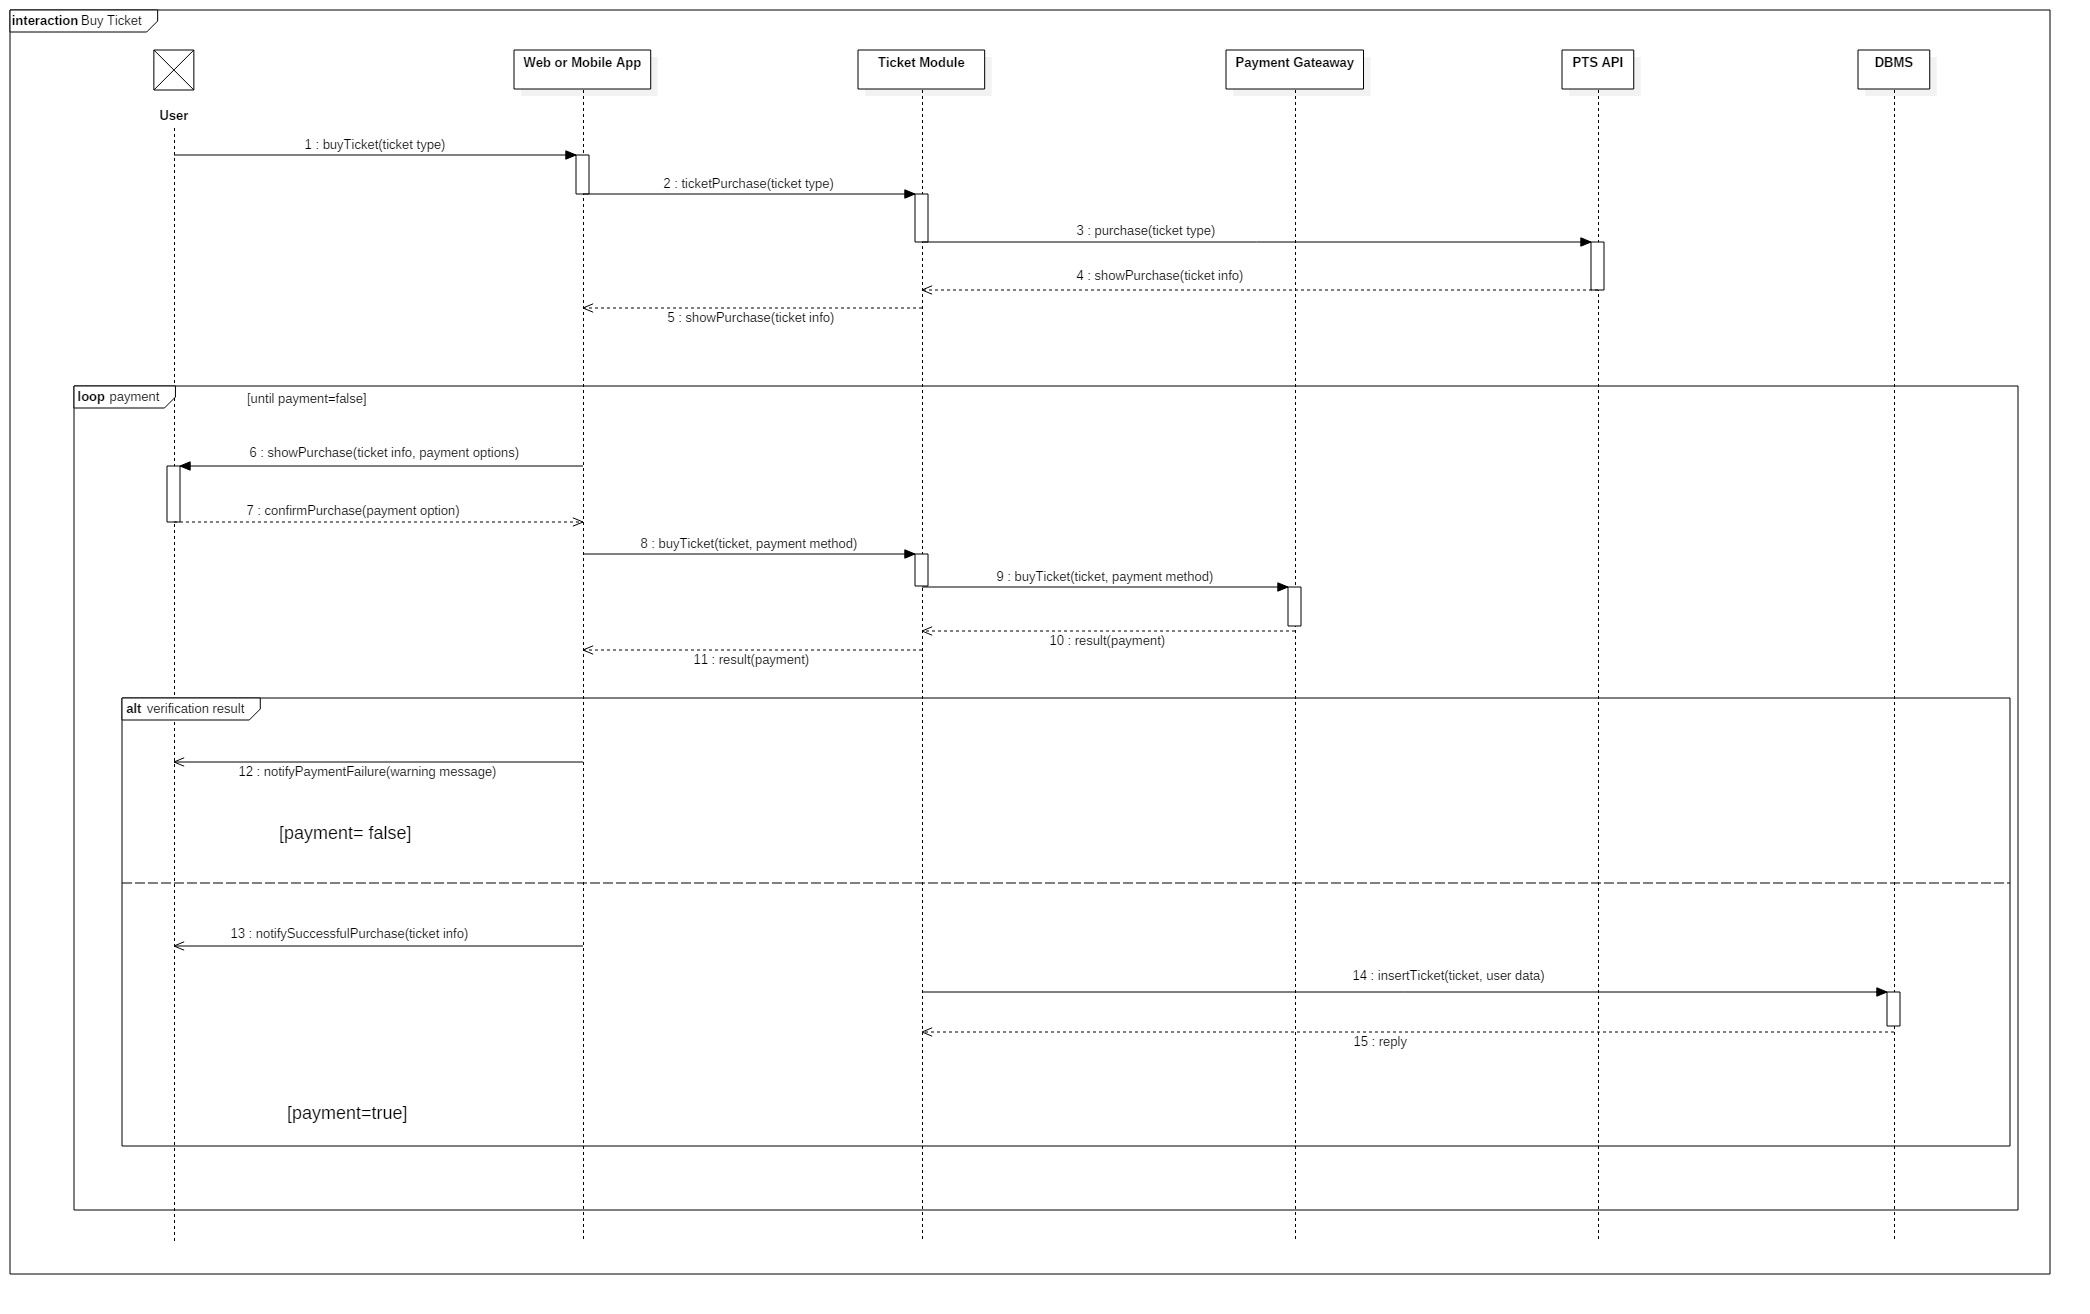 interaction Buy Ticket
Web or Mobile App
Ticket Module
Payment Gateaway
PTS API
DBMS
User
1 : buyTicket(ticket type)
2 : ticketPurchase(ticket type)
3 : purchase(ticket type)
4 : showPurchase(ticket info)
5 : showPurchase(ticket info)
loop payment
[until payment=false]
6 : showPurchase(ticket info, payment options)
7 : confirmPurchase(payment option)
8 : buyTicket(ticket, payment method)
9 : buyTicket(ticket, payment method)
10 : result(payment)
11 : result(payment)
alt verification result
12 : notifyPaymentFailure(warning message)
[payment= false]
13 : notifySuccessfulPurchase(ticket info)
14 : insertTicket(ticket, user data)
15 : reply
[payment=true]